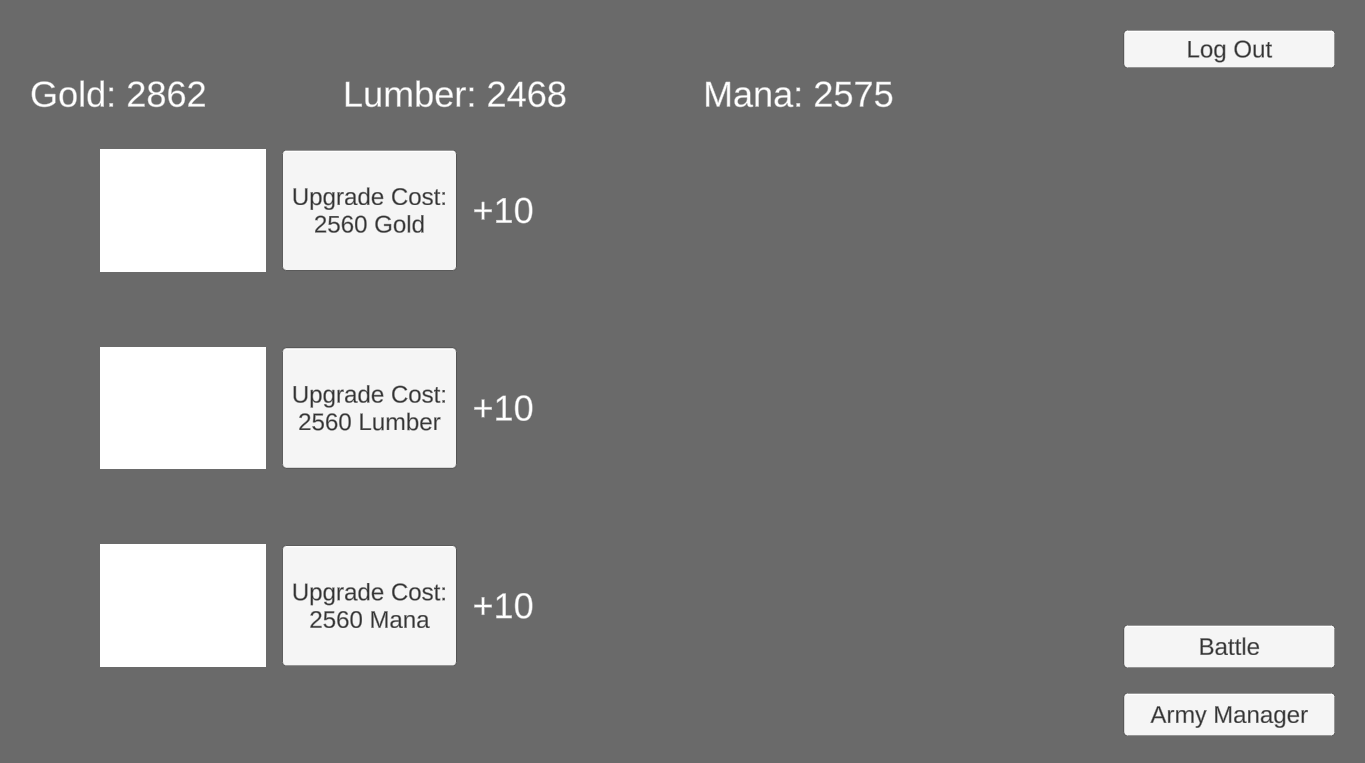 Log Out
Gold: 2862
Lumber: 2468
Mana: 2575
Upgrade Cost:
2560 Gold
+10
Upgrade Cost:
2560 Lumber
+10
Upgrade Cost:
2560 Mana
+10
Battle
Army Manager